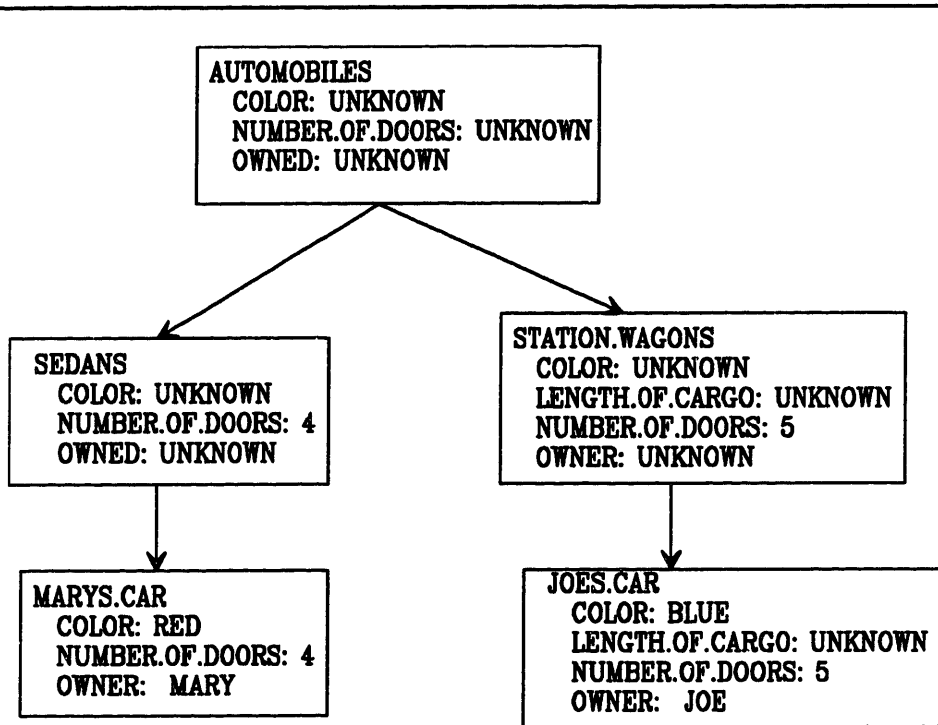 AUTOMOBILES
COLOR: UNKNOWN
NUMBER.OF.DOORS: UNKNOWN
OWNED: UNKNOWN
SEDANS
COLOR: UNKNOWN
NUMBER.OF.DOORS: 4
OWNED: UNKNOWN
STATION.WAGONS
COLOR: UNKNOWN
LENGTH.OF.CARGO: UNKNOWN
NUMBER.OF.DOORS: 5
OWNER: UNKNOWN
MARYS.CAR
COLOR: RED
NUMBER.OF.DOORS: 4
OWNER: MARY
JOES.CAR
COLOR: BLUE
LENGTH.OF.CARGO: UNKNOWN
NUMBER.OF.DOORS: 5
OWNER: JOE